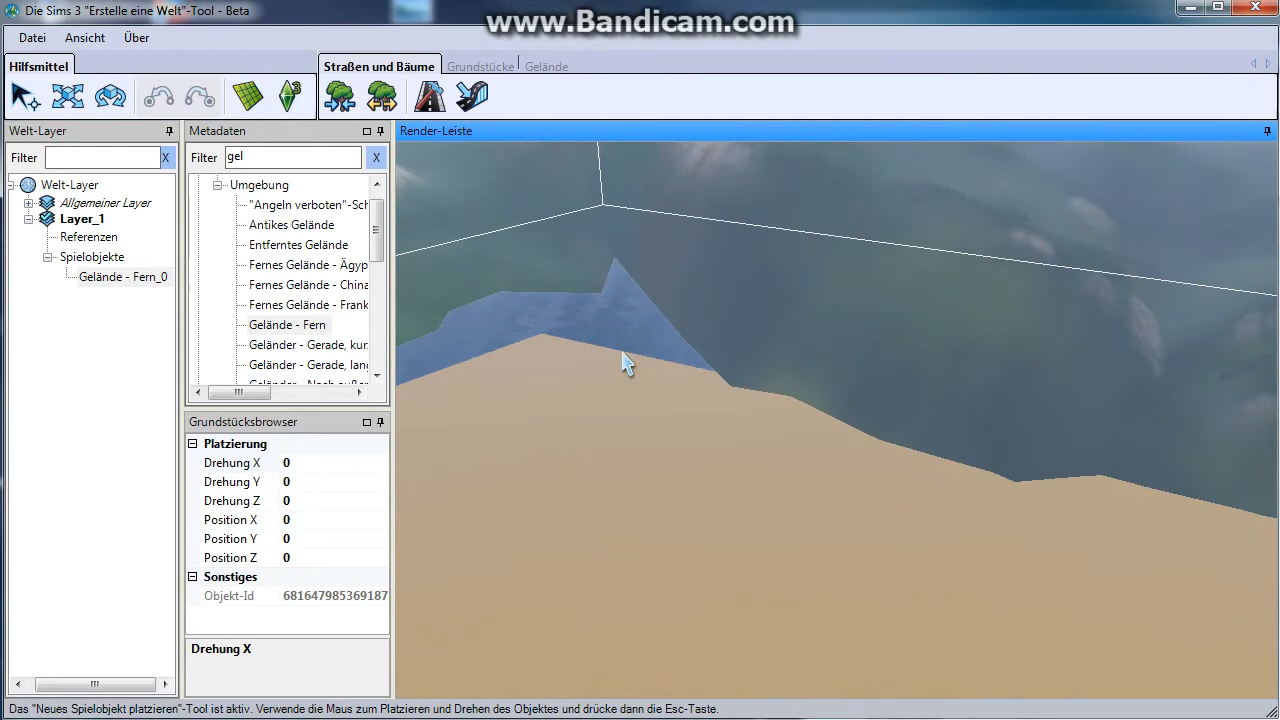 Die Sims 3 "Erstelle eine Welt"-Tool - Beta
www.Bandicam.com
Datei Ansicht Über
Hilfsmittel
Straßen und Bäume Grundstücke Gelände
Welt-Layer
Filter X
Welt-Layer
Allgemeiner Layer
Layer_1
Referenzen
Spielobjekte
Gelände - Fern_0
Metadaten
Filter gel X
Umgebung
"Angeln verboten"-Sch
Antikes Gelände
Entferntes Gelände
Fernes Gelände - Ägyp
Fernes Gelände - China
Fernes Gelände - Frank
Gelände - Fern
Geländer - Gerade, kur
Geländer - Gerade, lang
Grundstücksbrowser
Platzierung
Drehung X 0
Drehung Y 0
Drehung Z 0
Position X 0
Position Y 0
Position Z 0
Sonstiges
Objekt-Id 681647985369187
Drehung X
Render-Leiste
Das "Neues Spielobjekt platzieren"-Tool ist aktiv. Verwende die Maus zum Platzieren und Drehen des Objektes und drücke dann die Esc-Taste.